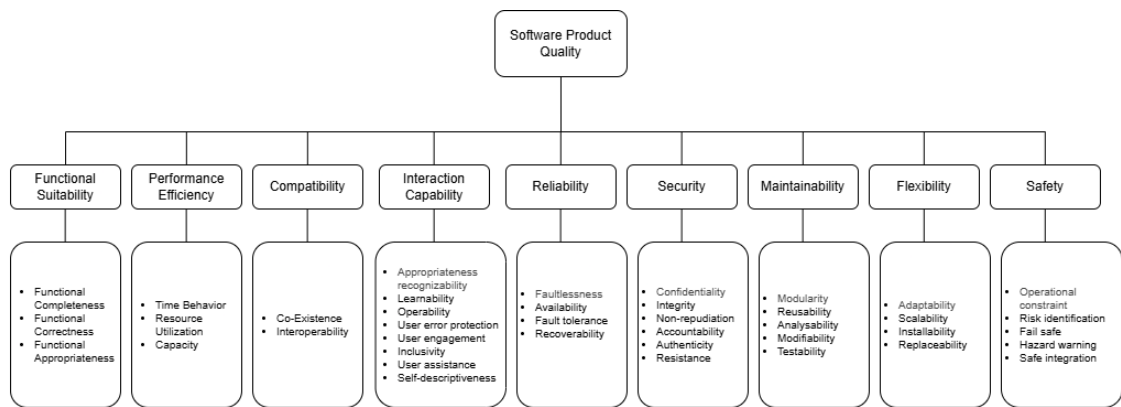 Software Product
Quality
Functional
Suitability
Performance
Efficiency
Compatibility
Interaction
Capability
Reliability
Security
Maintainability
Flexibility
Safety
Functional
Completeness
Functional
Correctness
Functional
Appropriateness
Time Behavior
Resource
Utilization
Capacity
Co-Existence
Interoperability
Appropriateness
recognizability
Learnability
Operability
User error protection
User engagement
Inclusivity
User assistance
Self-descriptiveness
Faultlessness
Availability
Fault tolerance
Recoverability
Confidentiality
Integrity
Non-repudiation
Accountability
Authenticity
Resistance
Modularity
Reusability
Analysability
Modifiability
Testability
Adaptability
Scalability
Installability
Replaceability
Operational
constraint
Risk identification
Fail safe
Hazard warning
Safe integration